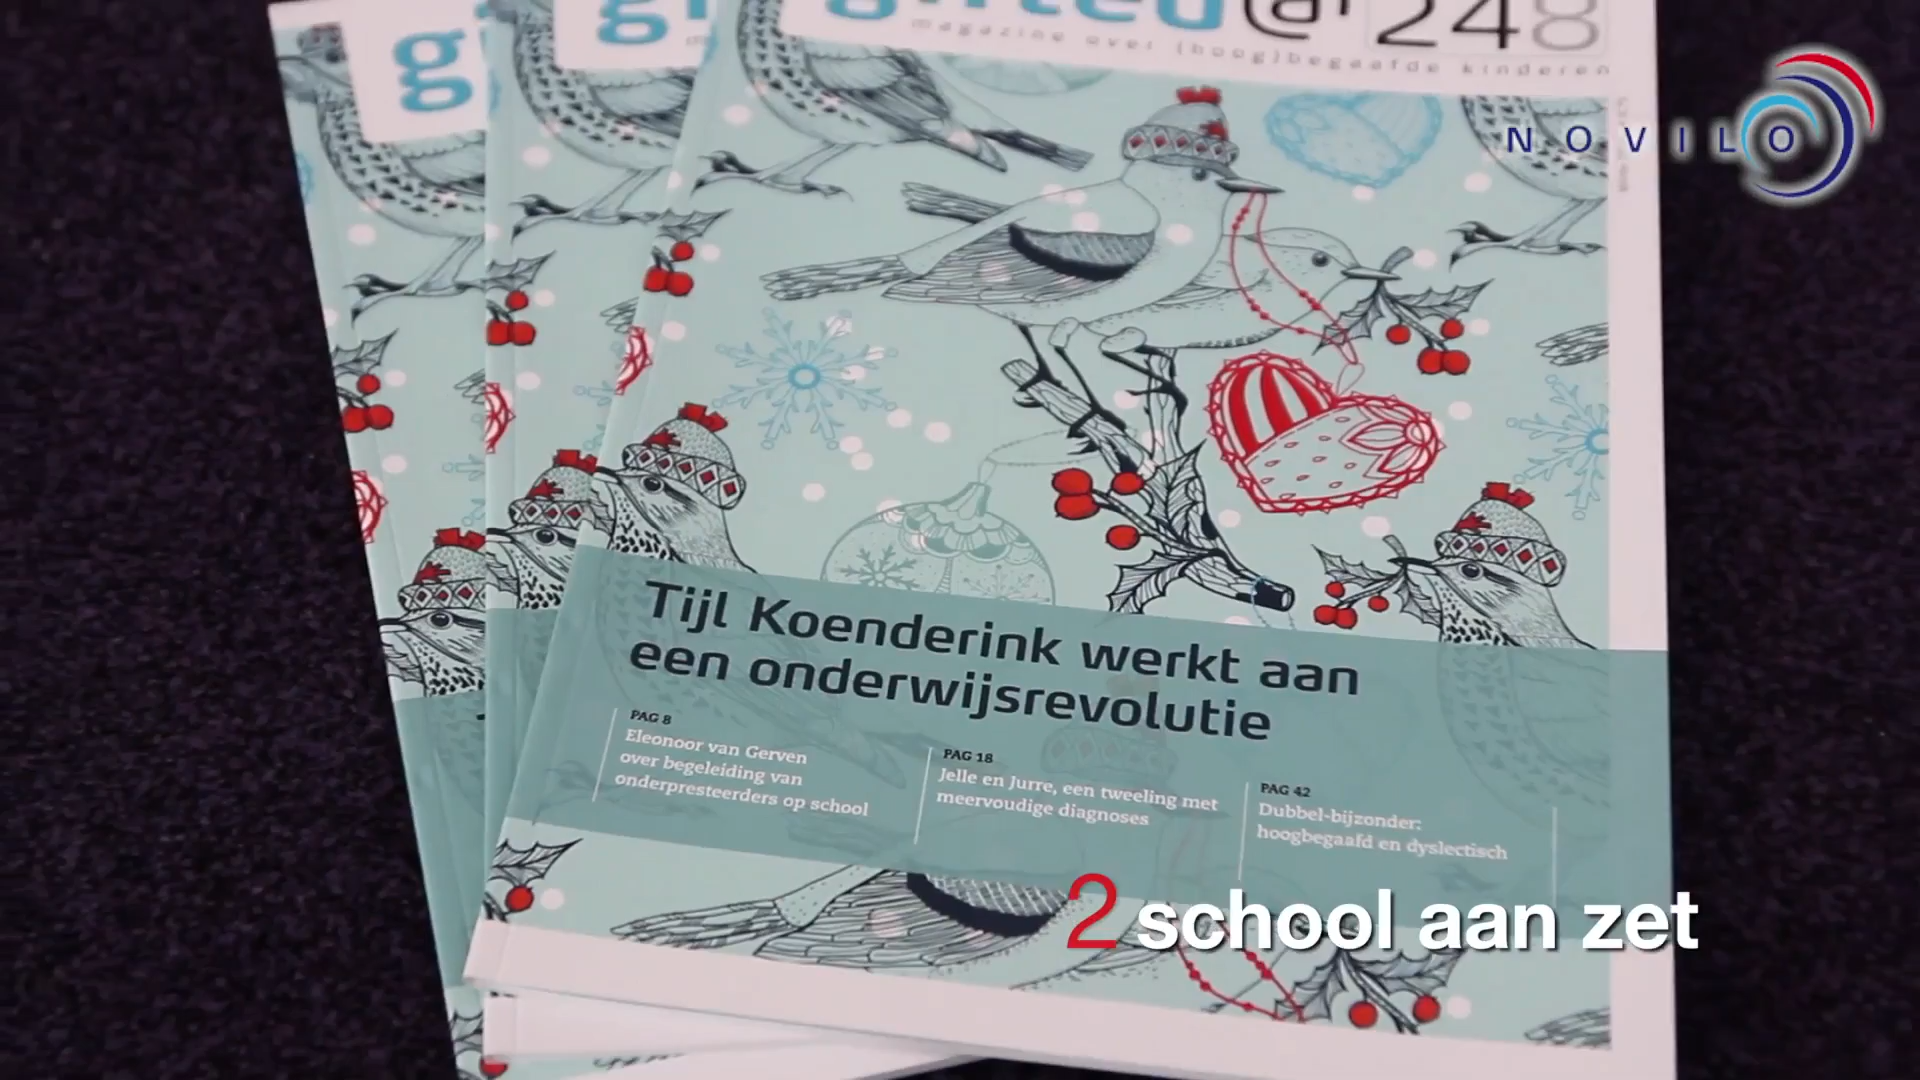 gifted@
248
magazine over (hoog)begaafde kinderen
NOVILO
Tijl Koenderink werkt aan
een onderwijsrevolutie
PAG 8
Eleonoor van Gerven
over begeleiding van
onderpresteerders op school
PAG 18
Jelle en Jurre, een tweeling met
meervoudige diagnoses
PAG 42
Dubbel-bijzonder:
hoogbegaafd en dyslectisch
2 school aan zet